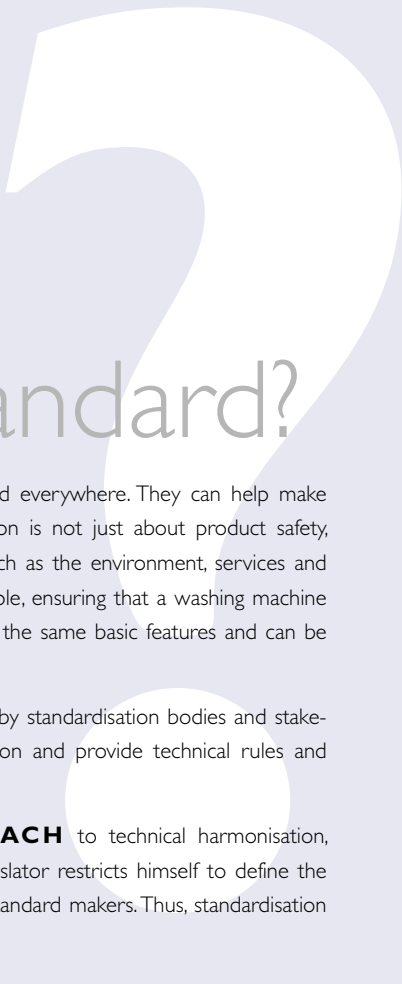 andard?
d everywhere. They can help make
on is not just about product safety,
ch as the environment, services and
ple, ensuring that a washing machine
the same basic features and can be
by standardisation bodies and stake-
on and provide technical rules and
ACH to technical harmonisation,
slator restricts himself to define the
andard makers. Thus, standardisation